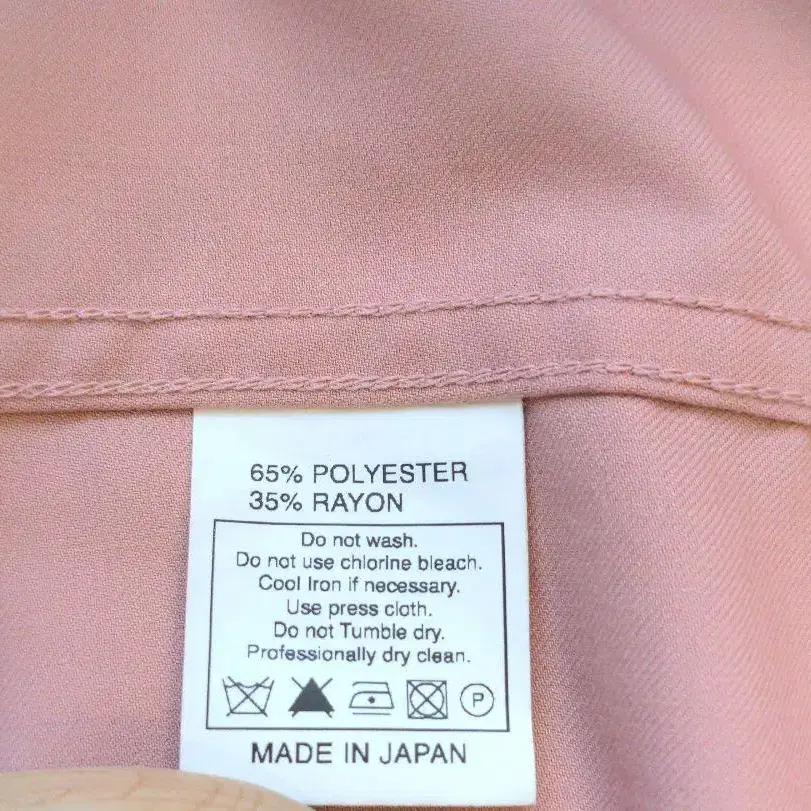 65% POLYESTER
35% RAYON
Do not wash.
Do not use chlorine bleach.
Cool Iron if necessary.
Use press cloth.
Do not Tumble dry.
Professionally dry clean.
P
MADE IN JAPAN